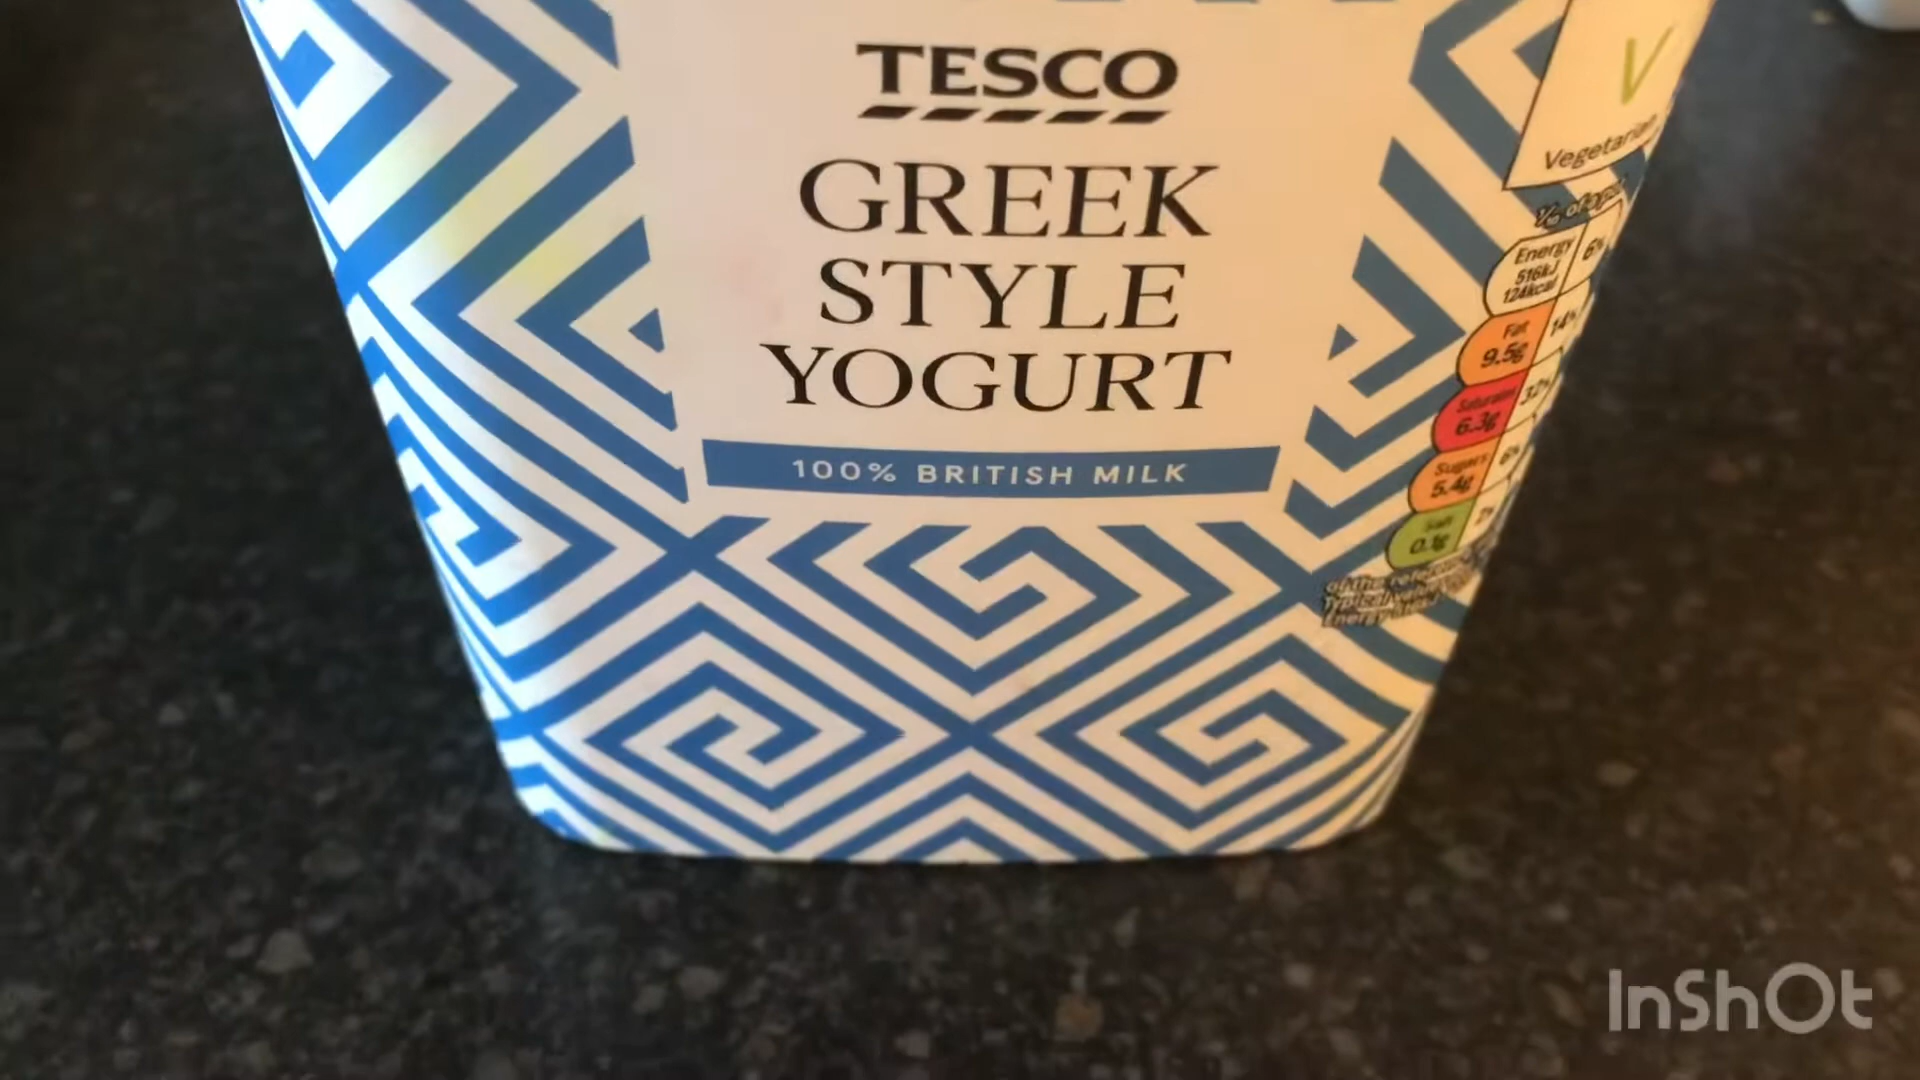 TESCO
GREEK
STYLE
YOGURT
100% BRITISH MILK
V
Vegetarian
Energy
516kJ
124kcal
6%
Fat
9.5g
14%
Saturates
6.3g
32%
Sugars
5.4g
6%
Salt
0.1g
2%
InShOt